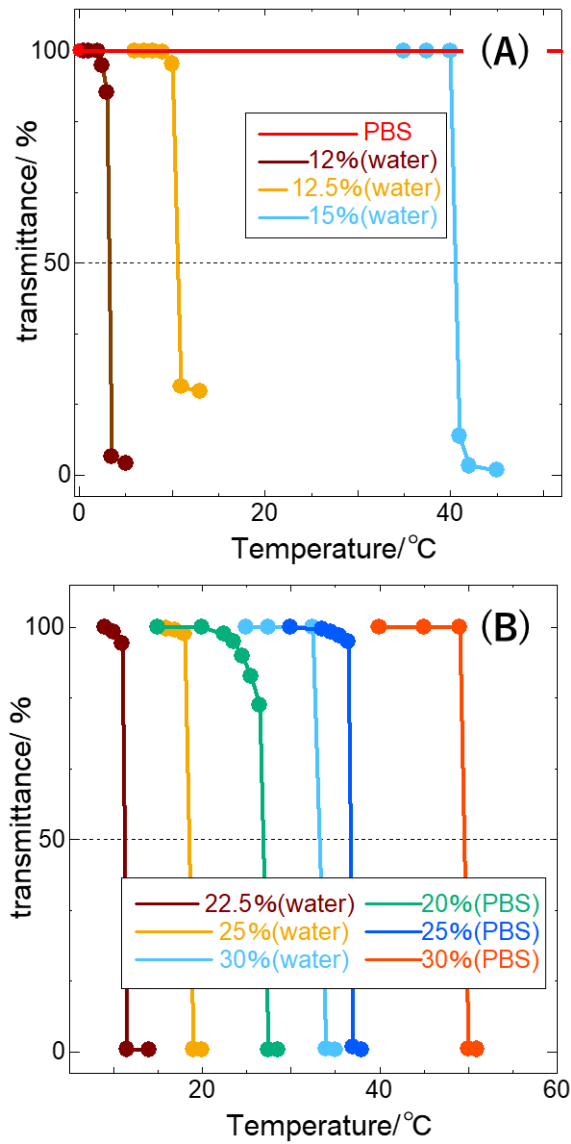 (A)
100
50
0
transmittance/ %
PBS
12%(water)
12.5%(water)
15%(water)
0
20
40
Temperature/℃
(B)
100
50
0
transmittance/ %
22.5%(water)
20%(PBS)
25%(water)
25%(PBS)
30%(water)
30%(PBS)
20
40
60
Temperature/℃